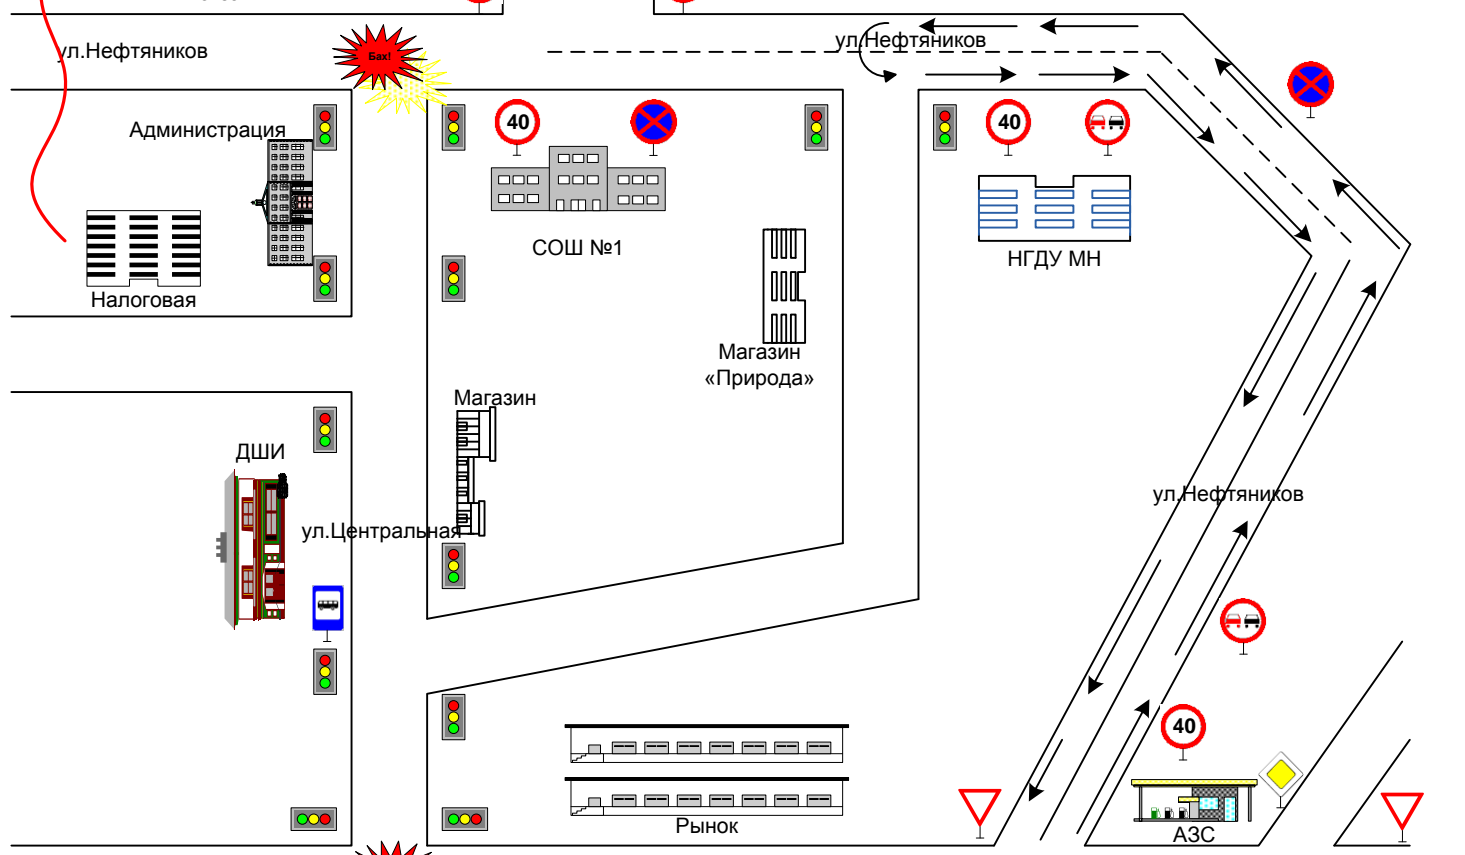 ул.Нефтяников
Бах!
ул.Нефтяников
Администрация
40
40
СОШ №1
НГДУ МН
Налоговая
Магазин
«Природа»
Магазин
ДШИ
ул.Нефтяников
ул.Центральная
40
Рынок
АЗС